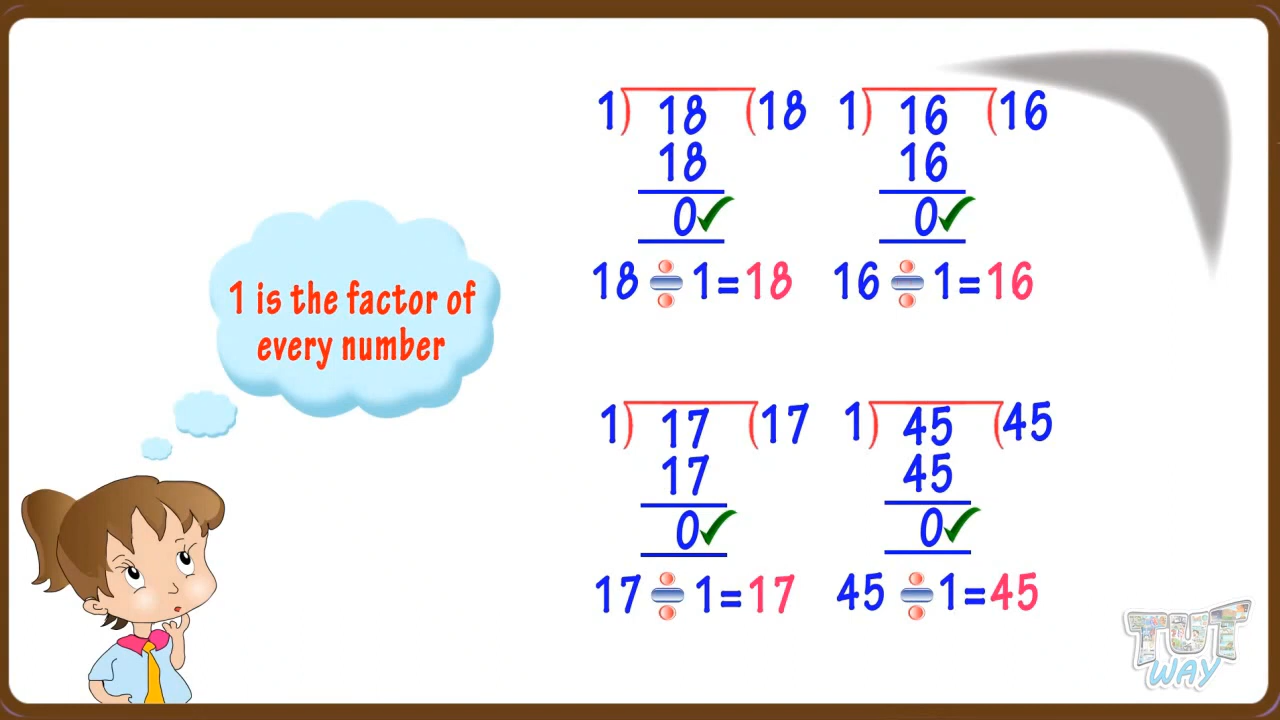 1 is the factor of
every number
1) 18 (18
18
0
18 ÷ 1=18
1) 16 (16
16
0
16 ÷ 1=16
1) 17 (17
17
0
17 ÷ 1=17
1) 45 (45
45
0
45 ÷ 1=45
TUT
WAY